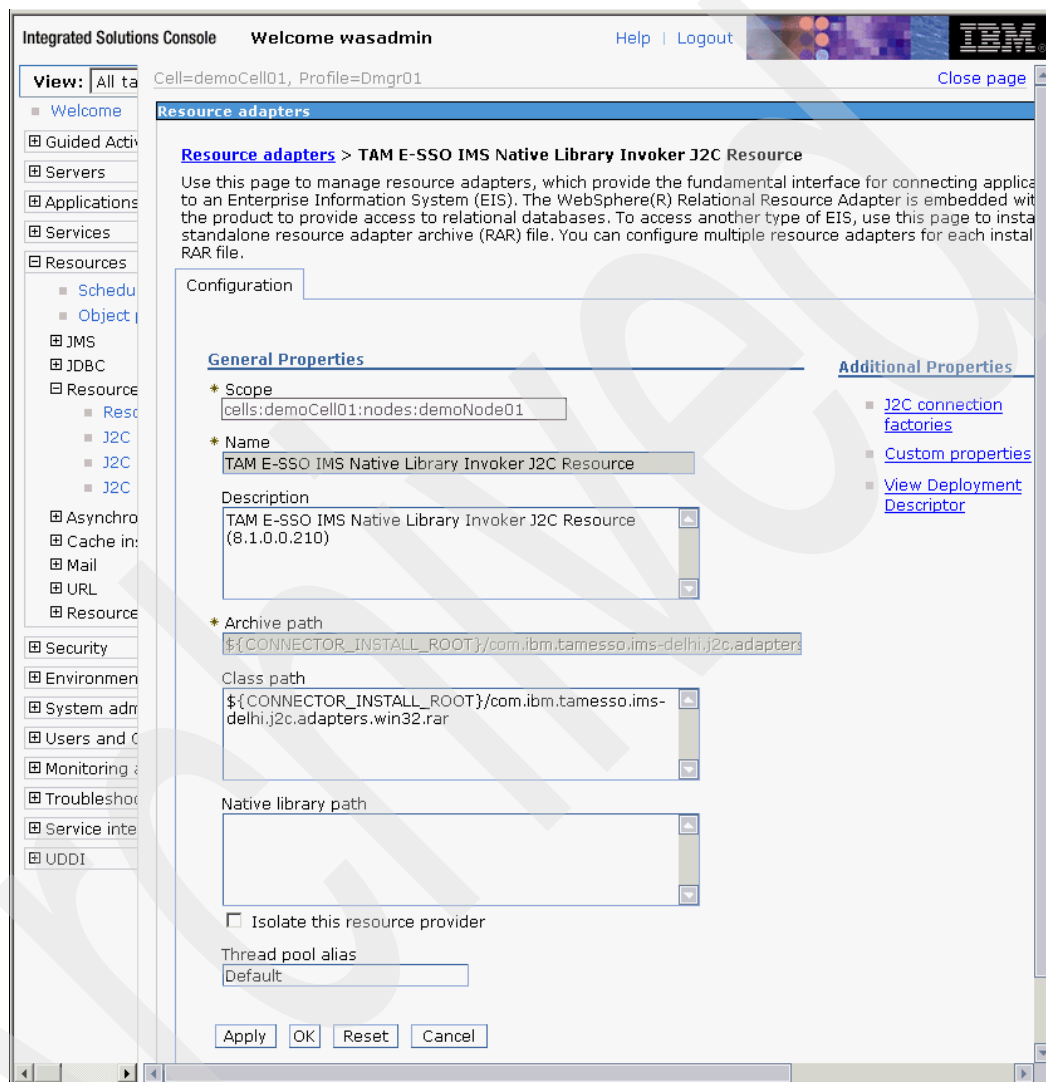 Integrated Solutions Console Welcome wasadmin Help | Logout IBM
View: All ta
Welcome
Guided Activ
Servers
Applications
Services
Resources
Schedu
Object p
JMS
JDBC
Resource
Reso
J2C
J2C
J2C
Asynchro
Cache in
Mail
URL
Resource
Security
Environmen
System adm
Users and G
Monitoring a
Troubleshoo
Service inte
UDDI
Cell=demoCell01, Profile=Dmgr01 Close page
Resource adapters
Resource adapters > TAM E-SSO IMS Native Library Invoker J2C Resource
Use this page to manage resource adapters, which provide the fundamental interface for connecting applica
to an Enterprise Information System (EIS). The WebSphere(R) Relational Resource Adapter is embedded wit
the product to provide access to relational databases. To access another type of EIS, use this page to insta
standalone resource adapter archive (RAR) file. You can configure multiple resource adapters for each instal
RAR file.
Configuration
General Properties
* Scope
cells:demoCell01:nodes:demoNode01
* Name
TAM E-SSO IMS Native Library Invoker J2C Resource
Description
TAM E-SSO IMS Native Library Invoker J2C Resource
(8.1.0.0.210)
* Archive path
${CONNECTOR_INSTALL_ROOT}/com.ibm.tamesso.ims-delhi.j2c.adapters
Class path
${CONNECTOR_INSTALL_ROOT}/com.ibm.tamesso.ims-
delhi.j2c.adapters.win32.rar
Native library path
Isolate this resource provider
Thread pool alias
Default
Apply OK Reset Cancel
Additional Properties
J2C connection
factories
Custom properties
View Deployment
Descriptor
Archived